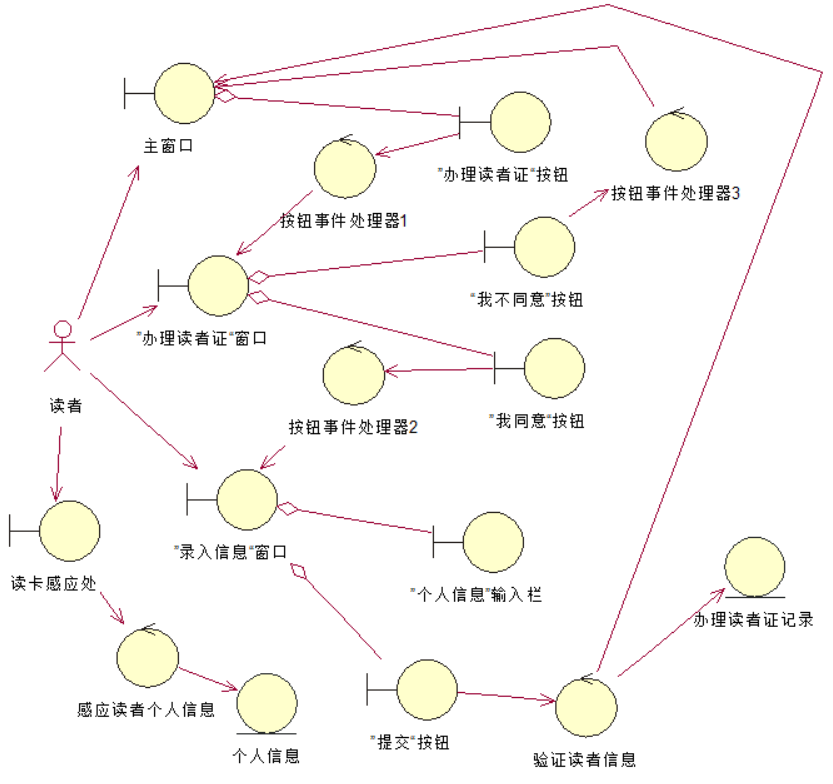 主窗口
"办理读者证"按钮
按钮事件处理器3
按钮事件处理器1
"我不同意"按钮
"办理读者证"窗口
读者
"我同意"按钮
按钮事件处理器2
"录入信息"窗口
读卡感应处
"个人信息"输入栏
办理读者证记录
感应读者个人信息
个人信息
"提交"按钮
验证读者信息